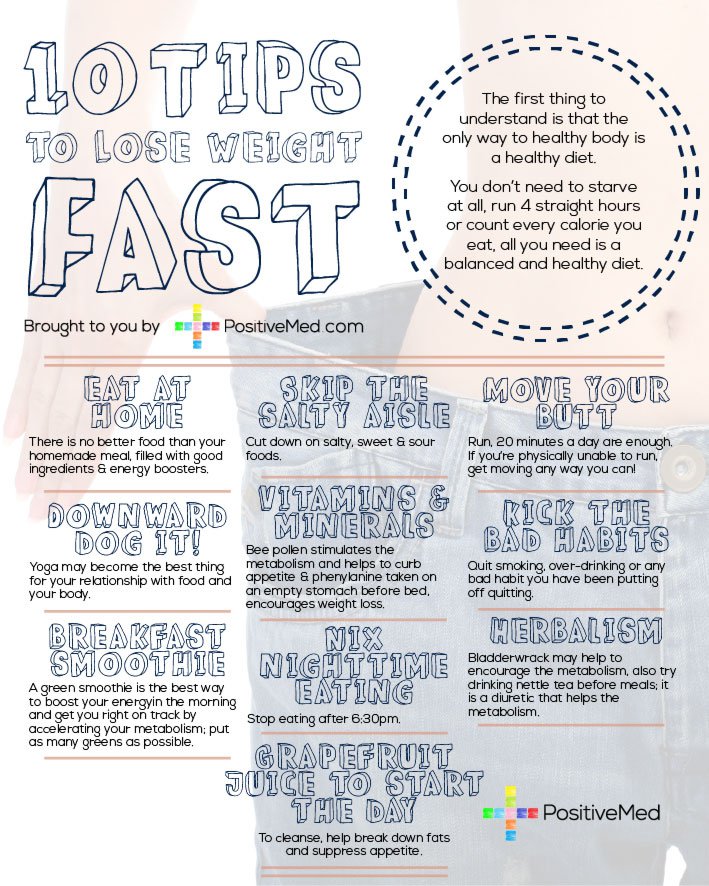 10 TIPS
TO LOSE WEIGHT
FAST
Brought to you by PositiveMed.com
The first thing to
understand is that the
only way to healthy body is
a healthy diet.
You don't need to starve
at all, run 4 straight hours
or count every calorie you
eat, all you need is a
balanced and healthy diet.
EAT AT
HOME
There is no better food than your
homemade meal, filled with good
ingredients & energy boosters.
SKIP THE
SALTY AISLE
Cut down on salty, sweet & sour
foods.
MOVE YOUR
BUTT
Run, 20 minutes a day are enough.
If you're physically unable to run,
get moving any way you can!
DOWNWARD
DOG IT!
Yoga may become the best thing
for your relationship with food and
your body.
VITAMINS &
MINERALS
Bee pollen stimulates the
metabolism and helps to curb
appetite & phenylanine taken on
an empty stomach before bed,
encourages weight loss.
KICK THE
BAD HABITS
Quit smoking, over-drinking or any
bad habit you have been putting
off quitting.
BREAKFAST
SMOOTHIE
A green smoothie is the best way
to boost your energyin the morning
and get you right on track by
accelerating your metabolism; put
as many greens as possible.
NIX
NIGHTTIME
EATING
Stop eating after 6:30pm.
HERBALISM
Bladderwrack may help to
encourage the metabolism, also try
drinking nettle tea before meals; it
is a diuretic that helps the
metabolism.
GRAPEFRUIT
JUICE TO START
THE DAY
To cleanse, help break down fats
and suppress appetite.
PositiveMed